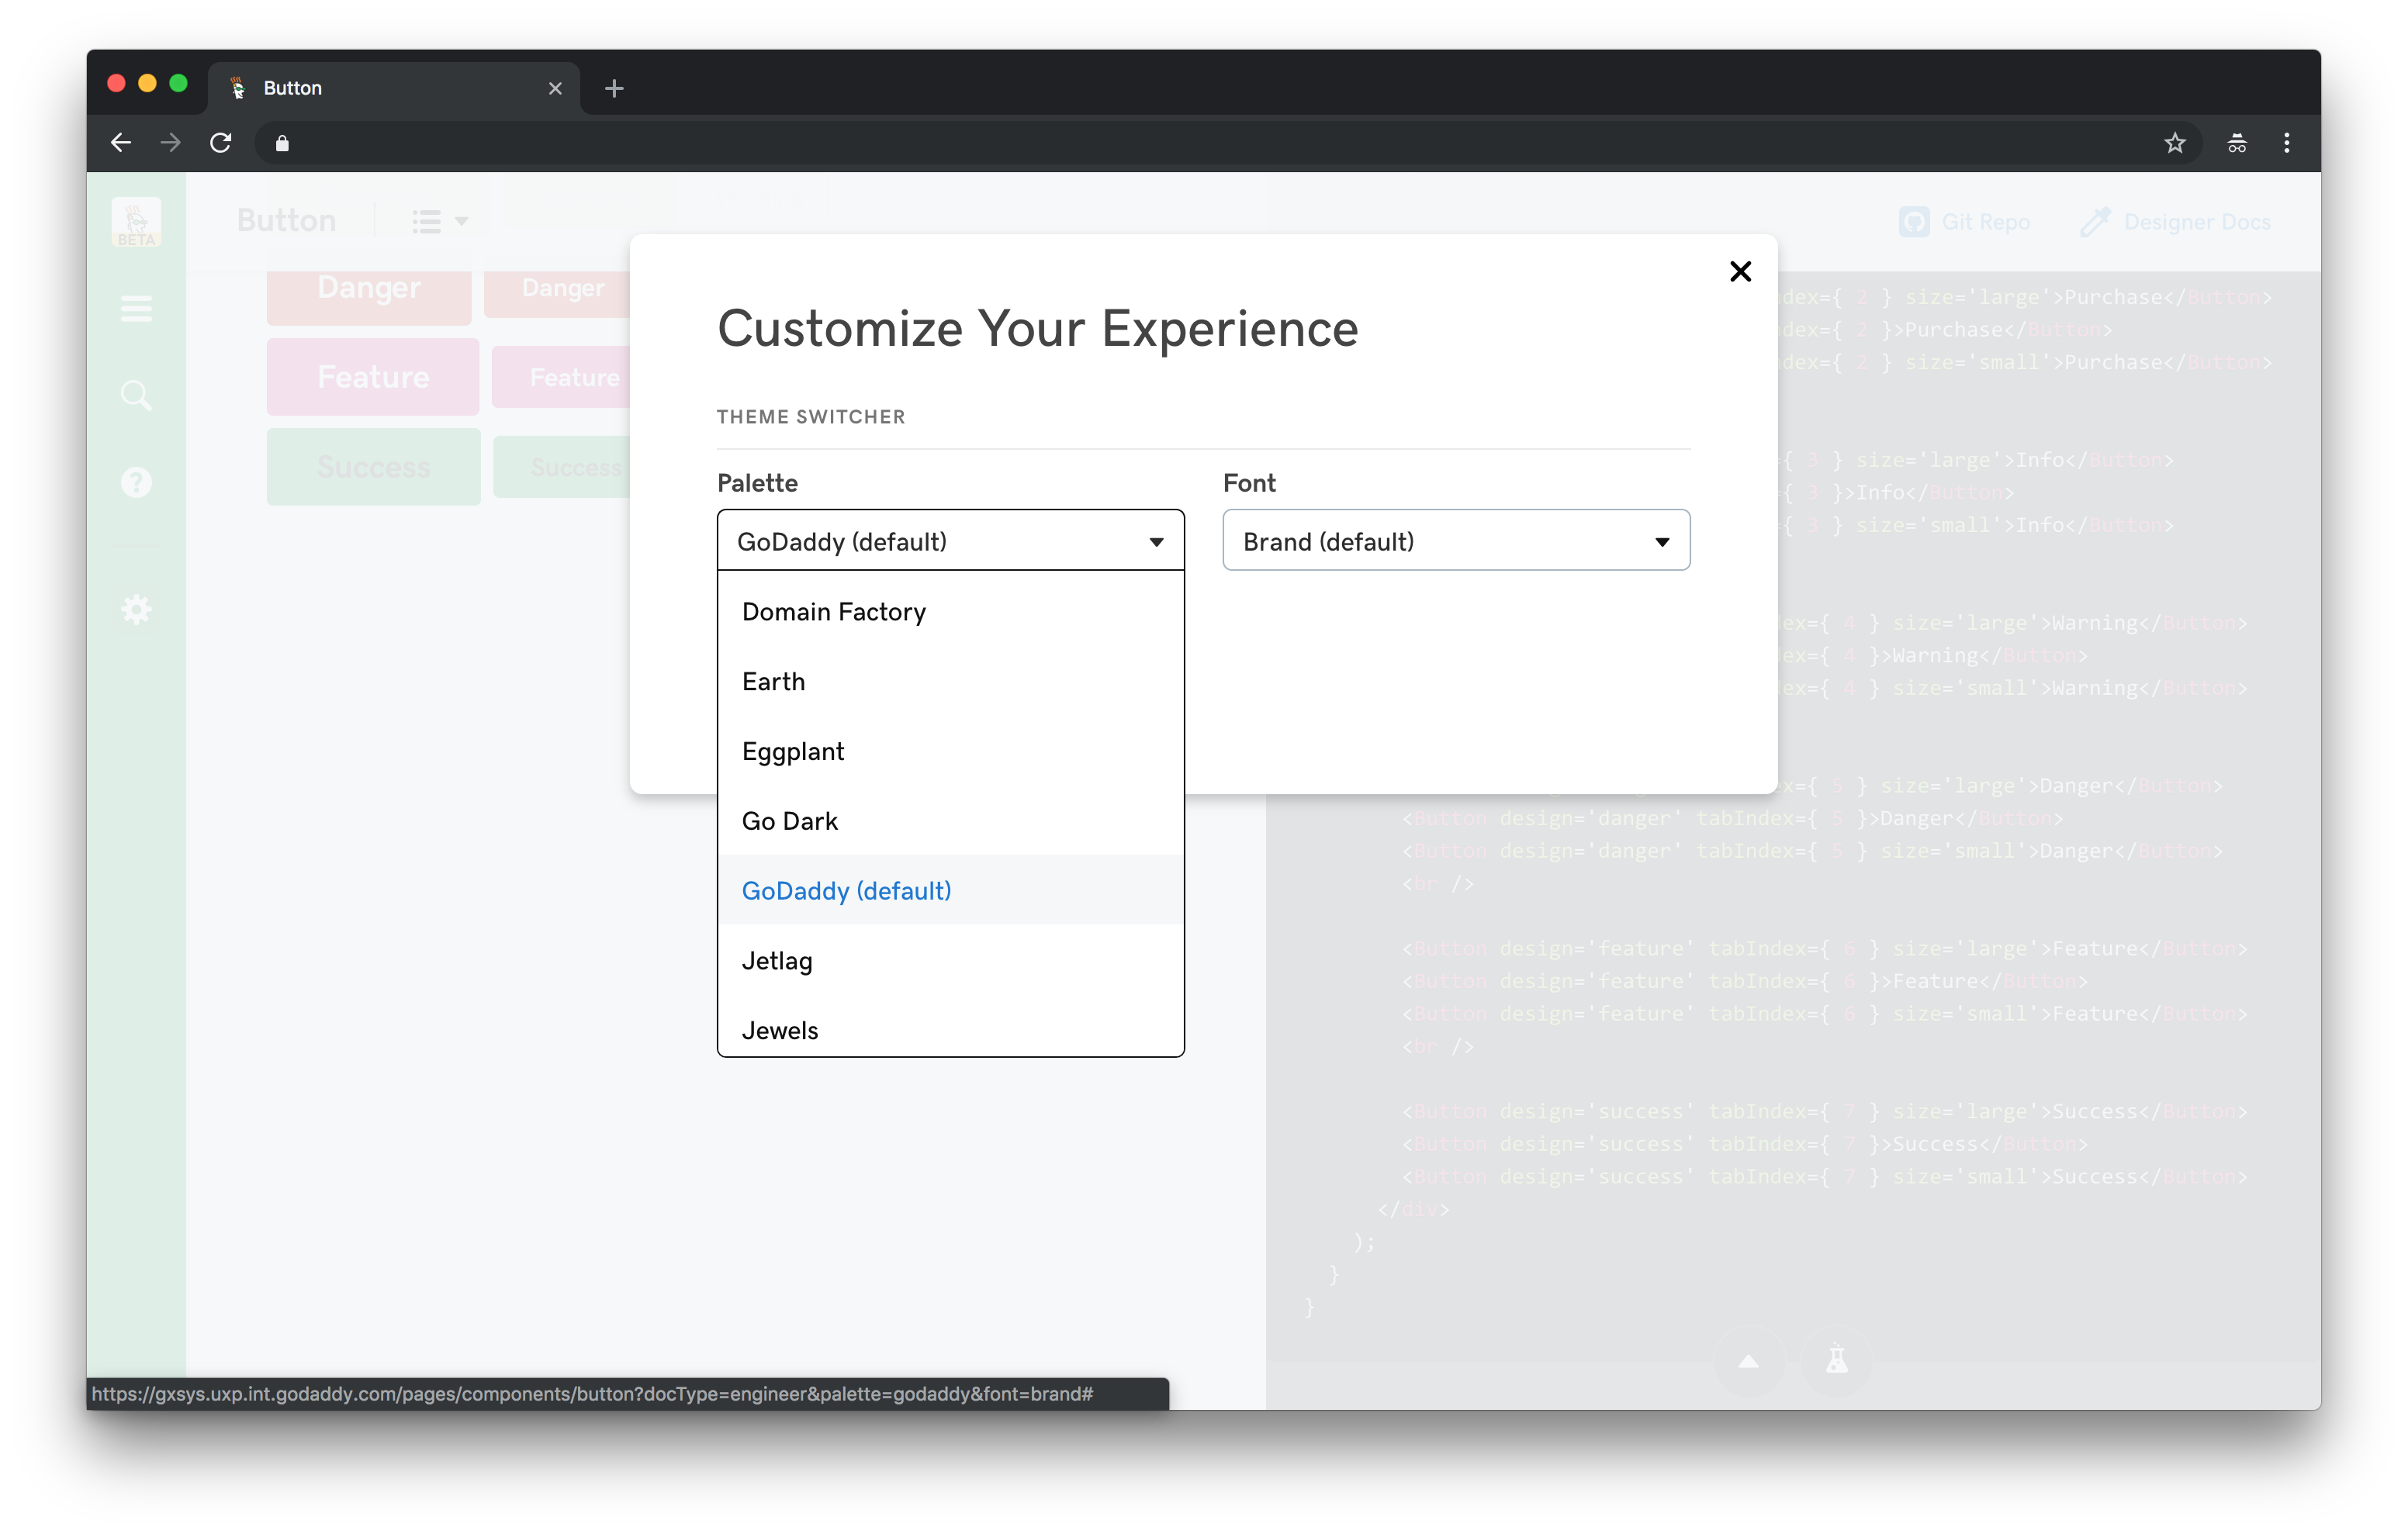 Button
BETA
Button
Git Repo
Designer Docs
Danger
Danger
Feature
Feature
Success
Success
Customize Your Experience
THEME SWITCHER
Palette
Font
GoDaddy (default)
Brand (default)
Domain Factory
Earth
Eggplant
Go Dark
GoDaddy (default)
Jetlag
Jewels
ndex={ 2 } size='large'>Purchase</Button>
dex={ 2 }>Purchase</Button>
dex={ 2 } size='small'>Purchase</Button>
={ 3 } size='large'>Info</Button>
={ 3 }>Info</Button>
={ 3 } size='small'>Info</Button>
ex={ 4 } size='large'>Warning</Button>
ex={ 4 }>Warning</Button>
ex={ 4 } size='small'>Warning</Button>
ex={ 5 } size='large'>Danger</Button>
<Button design='danger' tabIndex={ 5 }>Danger</Button>
<Button design='danger' tabIndex={ 5 } size='small'>Danger</Button>
<br />
<Button design='feature' tabIndex={ 6 } size='large'>Feature</Button>
<Button design='feature' tabIndex={ 6 }>Feature</Button>
<Button design='feature' tabIndex={ 6 } size='small'>Feature</Button>
<br />
<Button design='success' tabIndex={ 7 } size='large'>Success</Button>
<Button design='success' tabIndex={ 7 }>Success</Button>
<Button design='success' tabIndex={ 7 } size='small'>Success</Button>
</div>
);
}
}
https://gxsys.uxp.int.godaddy.com/pages/components/button?docType=engineer&palette=godaddy&font=brand#